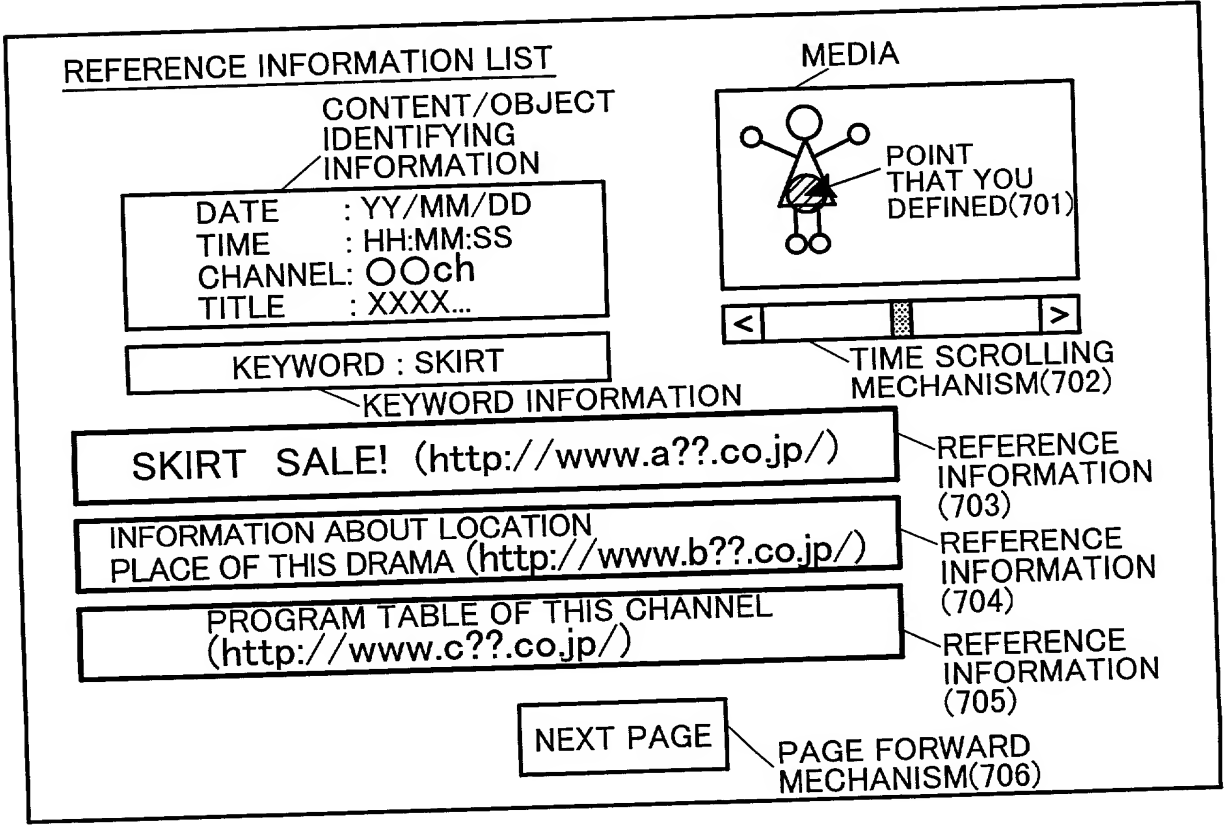 REFERENCE INFORMATION LIST
CONTENT/OBJECT
IDENTIFYING
INFORMATION
DATE : YY/MM/DD
TIME : HH:MM:SS
CHANNEL: ○○ch
TITLE : XXXX...
KEYWORD : SKIRT
KEYWORD INFORMATION
MEDIA
POINT
THAT YOU
DEFINED(701)
<
>
TIME SCROLLING
MECHANISM(702)
SKIRT SALE! (http://www.a??.co.jp/)
REFERENCE
INFORMATION
(703)
INFORMATION ABOUT LOCATION
PLACE OF THIS DRAMA (http://www.b??.co.jp/)
REFERENCE
INFORMATION
(704)
PROGRAM TABLE OF THIS CHANNEL
(http://www.c??.co.jp/)
REFERENCE
INFORMATION
(705)
NEXT PAGE
PAGE FORWARD
MECHANISM(706)